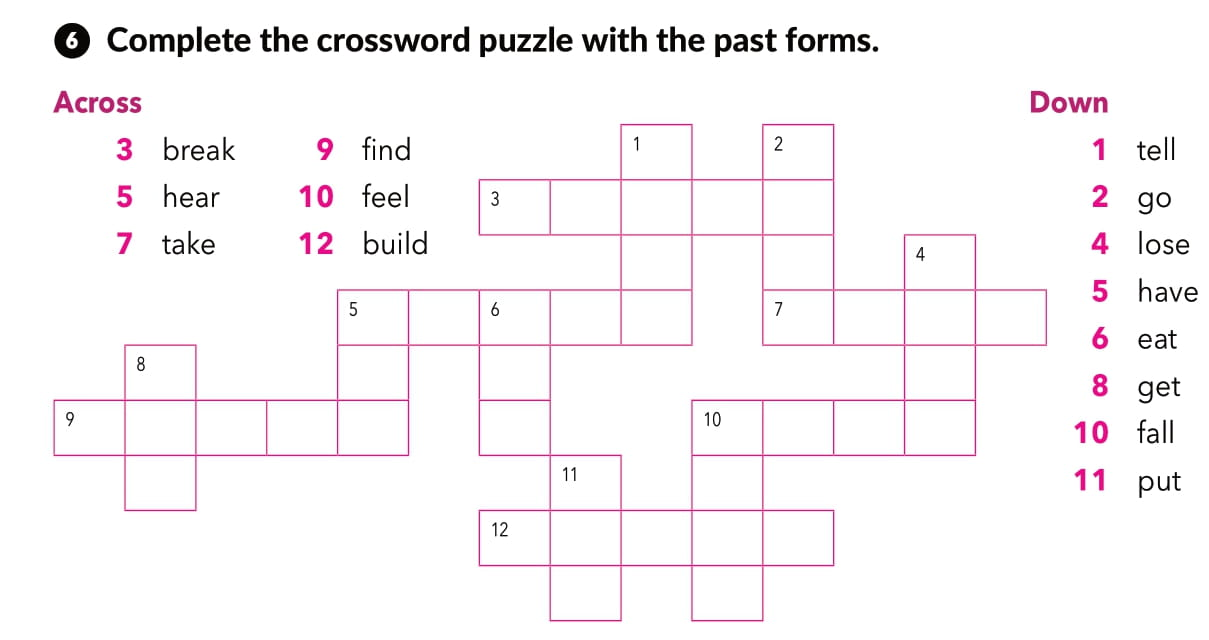 6 Complete the crossword puzzle with the past forms.
Across
3 break
5 hear
7 take
9 find
10 feel
12 build
1
2
3
4
5
6
7
8
9
10
11
12
Down
1 tell
2 go
4 lose
5 have
6 eat
8 get
10 fall
11 put